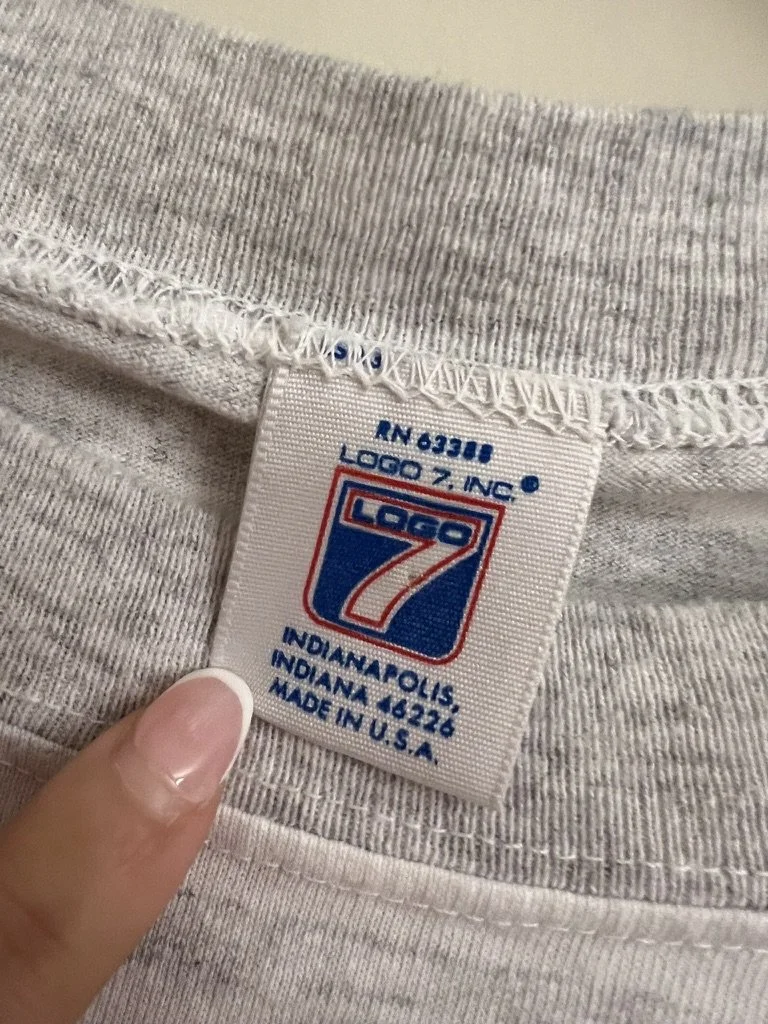 RN 63388
LOGO 7, INC.®
LOGO
7
INDIANAPOLIS,
INDIANA 46226
MADE IN U.S.A.